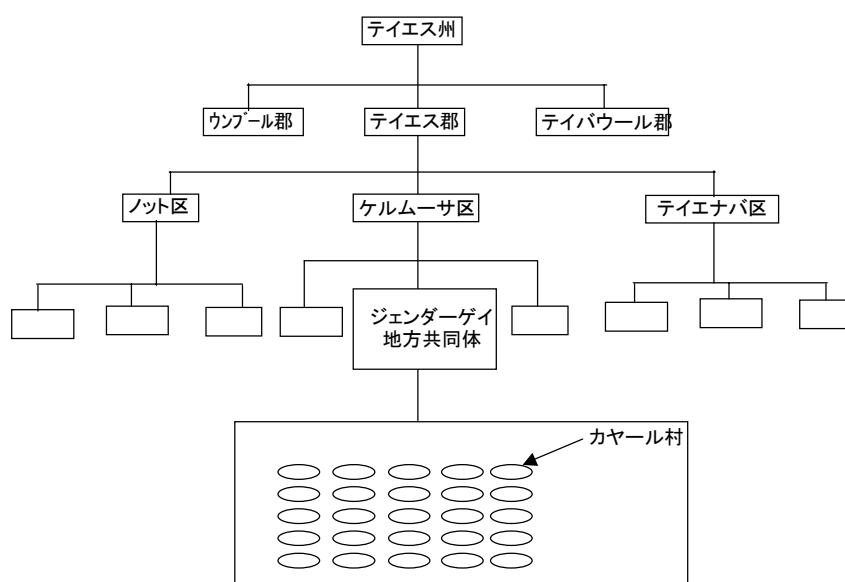 テイエス州
ウンブール郡
テイエス郡
テイバウール郡
ノット区
ケルムーサ区
テイエナバ区
ジェンダーゲイ
地方共同体
カヤール村